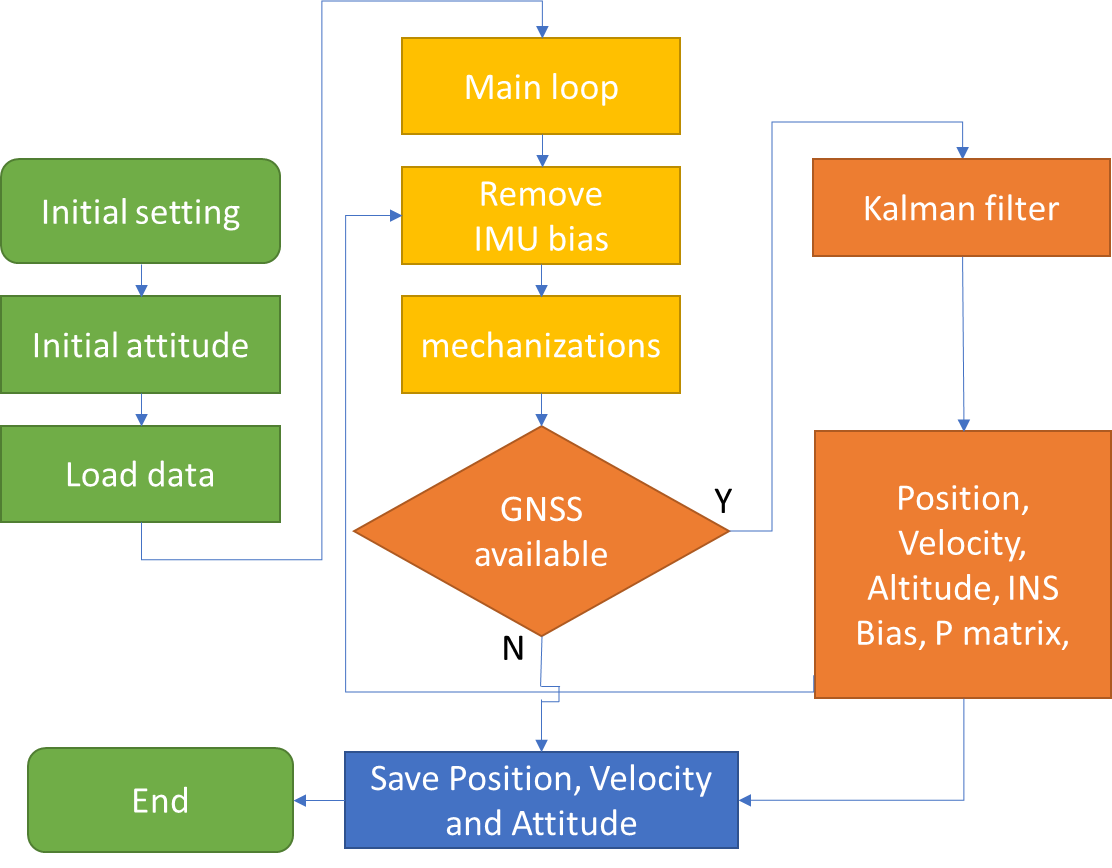 Initial setting
Initial attitude
Load data
Main loop
Remove
IMU bias
mechanizations
GNSS
available
Y
N
Kalman filter
Position,
Velocity,
Altitude, INS
Bias, P matrix,
Save Position, Velocity
and Attitude
End